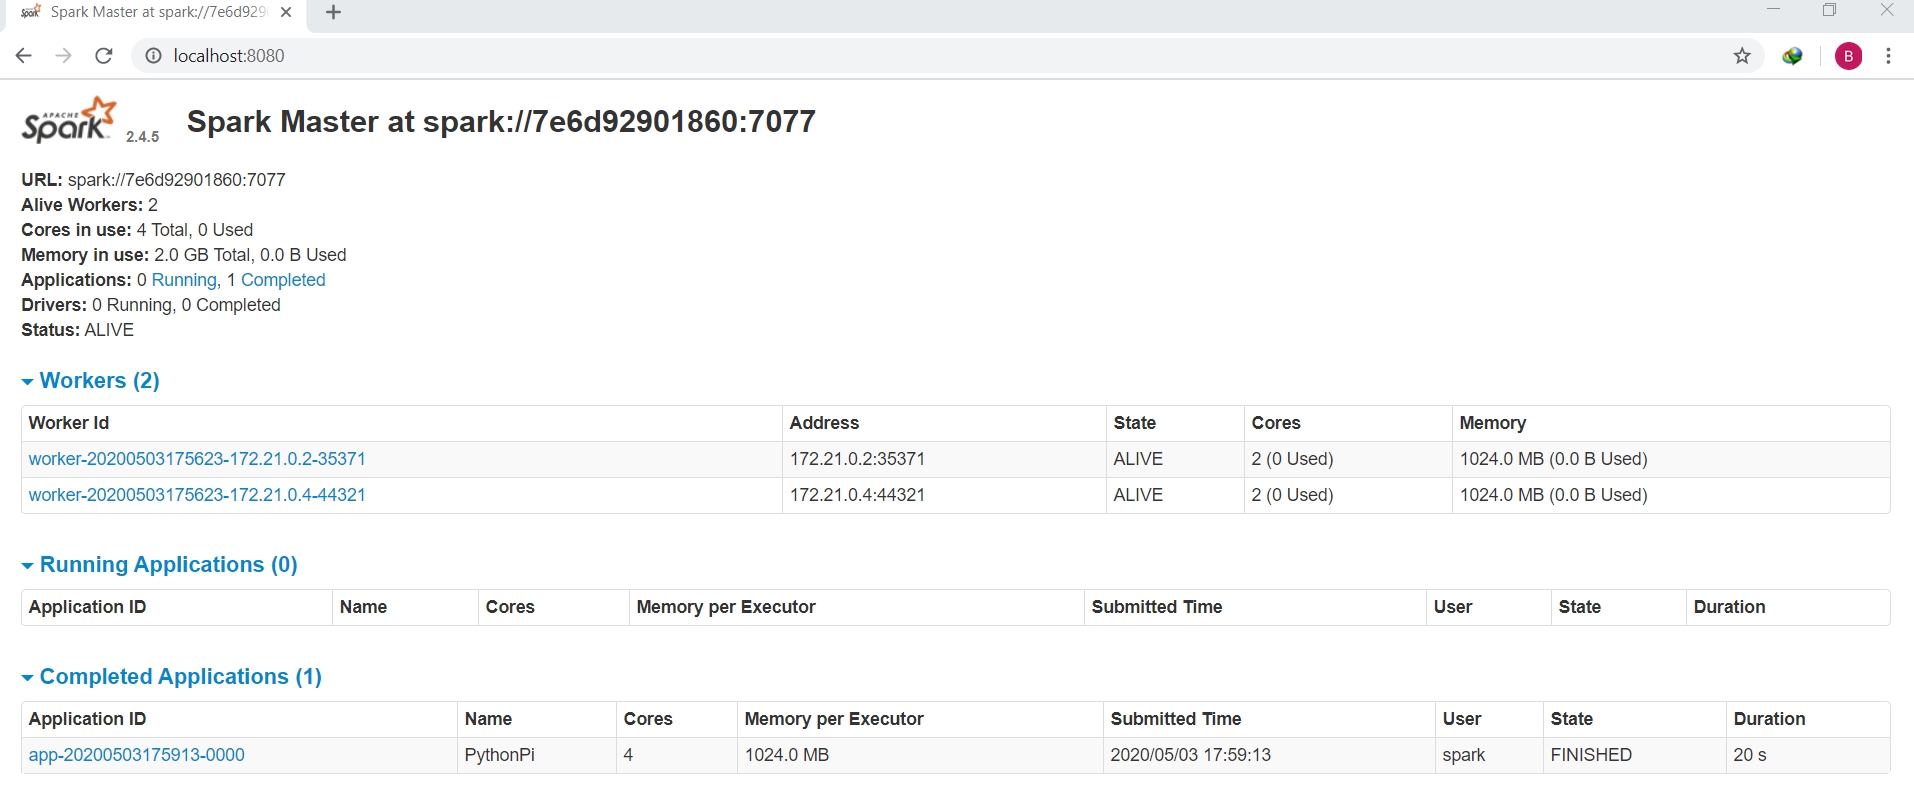 Spark Master at spark://7e6d929
localhost:8080
B
APACHE
Spark 2.4.5
Spark Master at spark://7e6d92901860:7077
URL: spark://7e6d92901860:7077
Alive Workers: 2
Cores in use: 4 Total, 0 Used
Memory in use: 2.0 GB Total, 0.0 B Used
Applications: 0 Running, 1 Completed
Drivers: 0 Running, 0 Completed
Status: ALIVE
Workers (2)
Worker Id Address State Cores Memory
worker-20200503175623-172.21.0.2-35371 172.21.0.2:35371 ALIVE 2 (0 Used) 1024.0 MB (0.0 B Used)
worker-20200503175623-172.21.0.4-44321 172.21.0.4:44321 ALIVE 2 (0 Used) 1024.0 MB (0.0 B Used)
Running Applications (0)
Application ID Name Cores Memory per Executor Submitted Time User State Duration
Completed Applications (1)
Application ID Name Cores Memory per Executor Submitted Time User State Duration
app-20200503175913-0000 PythonPi 4 1024.0 MB 2020/05/03 17:59:13 spark FINISHED 20 s